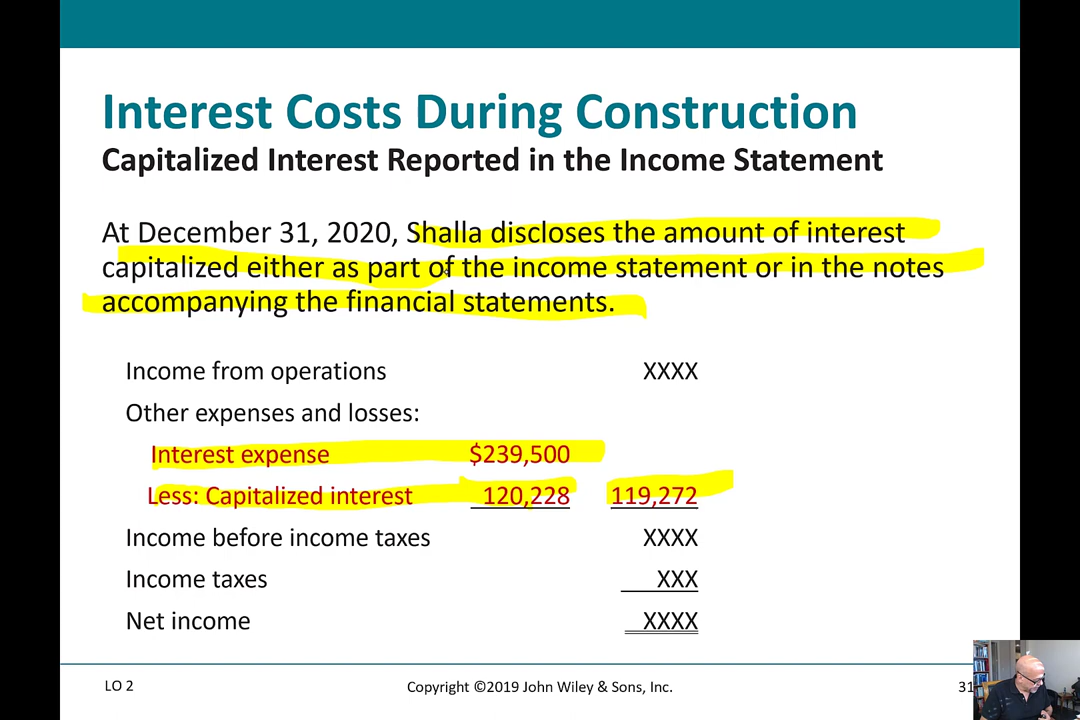 Interest Costs During Construction
Capitalized Interest Reported in the Income Statement
At December 31, 2020, Shalla discloses the amount of interest
capitalized either as part of the income statement or in the notes
accompanying the financial statements.
Income from operations XXXX
Other expenses and losses:
Interest expense $239,500
Less: Capitalized interest 120,228 119,272
Income before income taxes XXXX
Income taxes XXX
Net income XXXX
LO 2 Copyright ©2019 John Wiley & Sons, Inc. 31